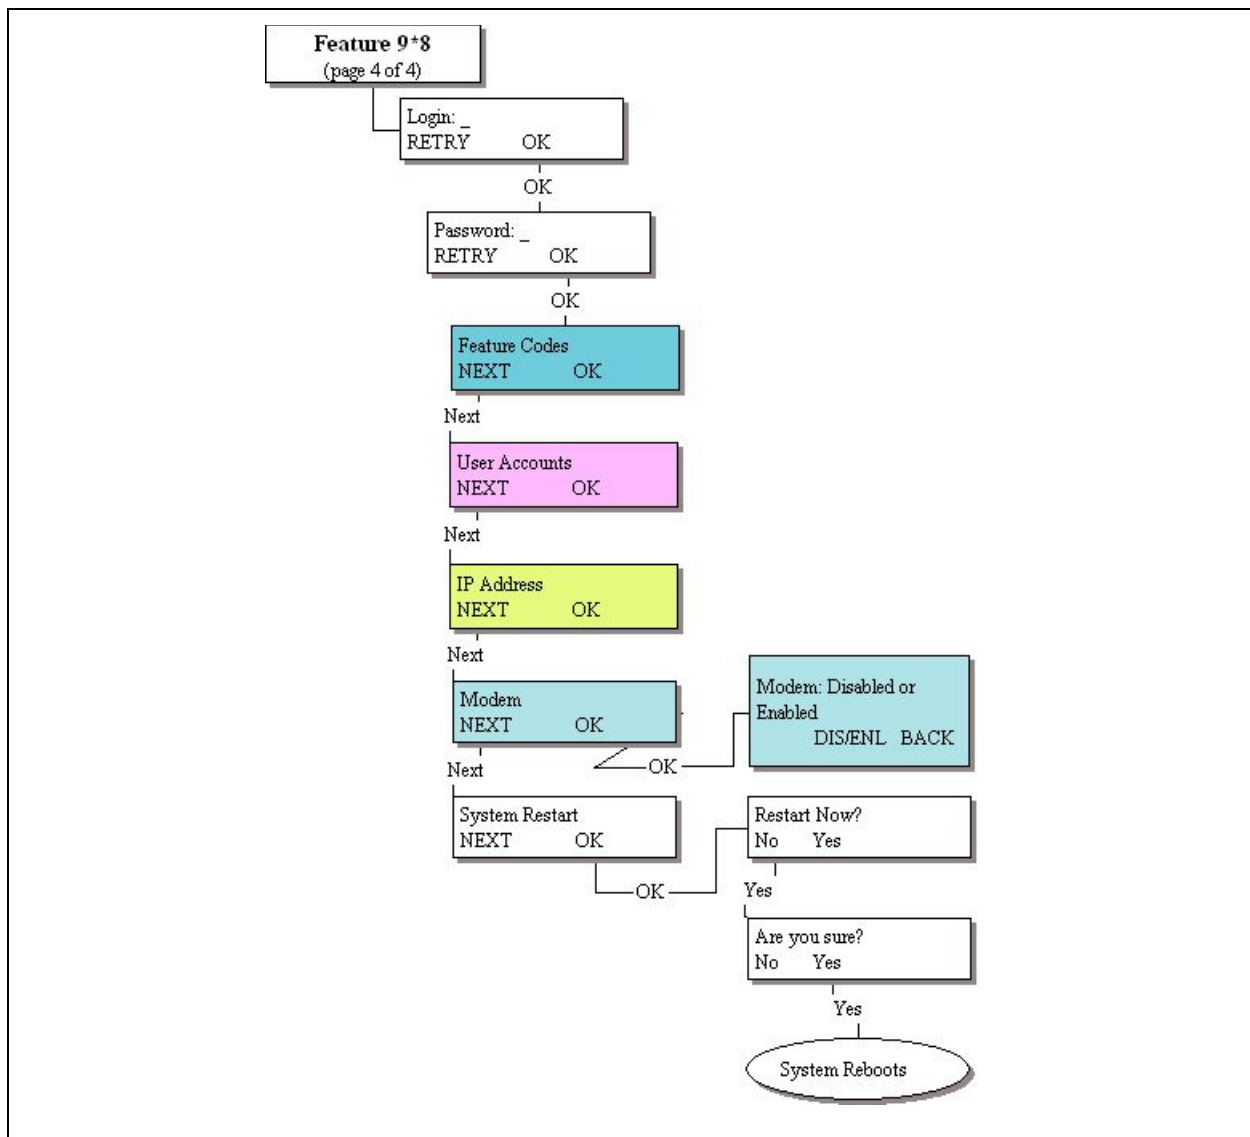 Feature 9*8
(page 4 of 4)
Login: _
RETRY OK
OK
Password: _
RETRY OK
OK
Feature Codes
NEXT OK
Next
User Accounts
NEXT OK
Next
IP Address
NEXT OK
Next
Modem
NEXT OK
Modem: Disabled or
Enabled
DIS/ENL BACK
OK
Next
System Restart
NEXT OK
Restart Now?
No Yes
OK
Yes
Are you sure?
No Yes
Yes
System Reboots